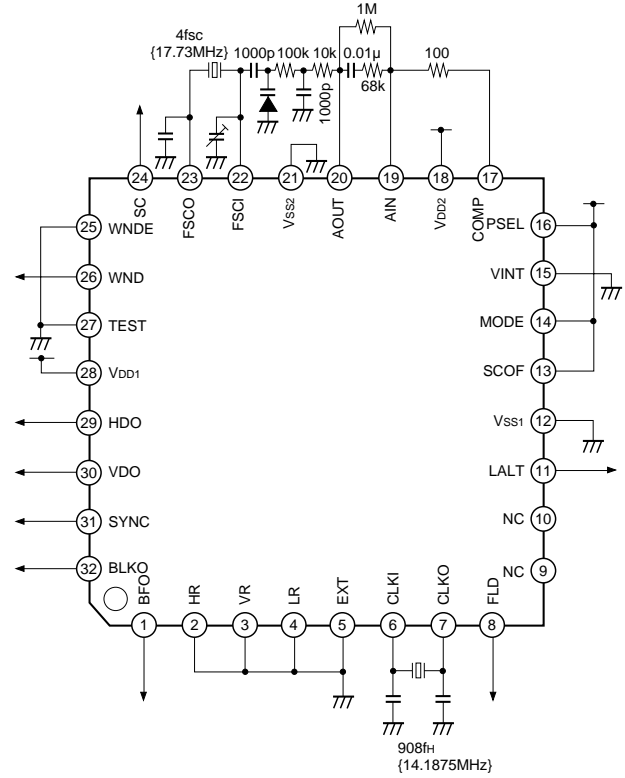 1M
4fsc
{17.73MHz}
1000p
100k
10k
0.01µ
68k
1000p
100
24
23
22
21
20
19
18
17
SC
FSCO
FSCI
VSS2
AOUT
AIN
VDD2
COMP
25
WNDE
PSEL
16
26
WND
VINT
15
27
TEST
MODE
14
28
VDD1
SCOF
13
29
HDO
VSS1
12
30
VDO
LALT
11
31
SYNC
NC
10
32
BLKO
NC
9
BFO
HR
VR
LR
EXT
CLKI
CLKO
FLD
1
2
3
4
5
6
7
8
908fH
{14.1875MHz}